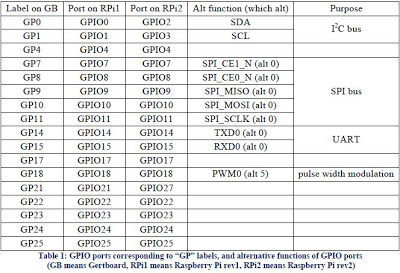 Label on GB Port on RPi1 Port on RPi2 Alt function (which alt) Purpose
GP0 GPIO0 GPIO2 SDA I²C bus
GP1 GPIO1 GPIO3 SCL
GP4 GPIO4 GPIO4
GP7 GPIO7 GPIO7 SPI_CE1_N (alt 0) SPI bus
GP8 GPIO8 GPIO8 SPI_CE0_N (alt 0)
GP9 GPIO9 GPIO9 SPI_MISO (alt 0)
GP10 GPIO10 GPIO10 SPI_MOSI (alt 0)
GP11 GPIO11 GPIO11 SPI_SCLK (alt 0)
GP14 GPIO14 GPIO14 TXD0 (alt 0) UART
GP15 GPIO15 GPIO15 RXD0 (alt 0)
GP17 GPIO17 GPIO17
GP18 GPIO18 GPIO18 PWM0 (alt 5) pulse width modulation
GP21 GPIO21 GPIO27
GP22 GPIO22 GPIO22
GP23 GPIO23 GPIO23
GP24 GPIO24 GPIO24
GP25 GPIO25 GPIO25
Table 1: GPIO ports corresponding to “GP” labels, and alternative functions of GPIO ports
(GB means Gertboard, RPi1 means Raspberry Pi rev1, RPi2 means Raspberry Pi rev2)